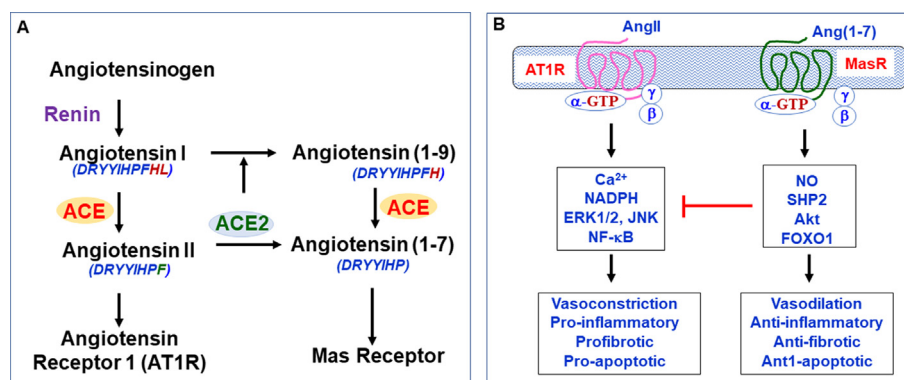 A
Angiotensinogen
Renin
Angiotensin I
(DRYYIHPFHL)
Angiotensin (1-9)
(DRYYIHPFH)
ACE
ACE2
ACE
Angiotensin II
(DRYYIHPF)
Angiotensin (1-7)
(DRYYIHP)
Angiotensin
Receptor 1 (AT1R)
Mas Receptor
B
AngII
Ang(1-7)
AT1R
MasR
α-GTP
γ
β
α-GTP
γ
β
Ca²⁺
NADPH
ERK1/2, JNK
NF-κB
NO
SHP2
Akt
FOXO1
Vasoconstriction
Pro-inflammatory
Profibrotic
Pro-apoptotic
Vasodilation
Anti-inflammatory
Anti-fibrotic
Ant1-apoptotic